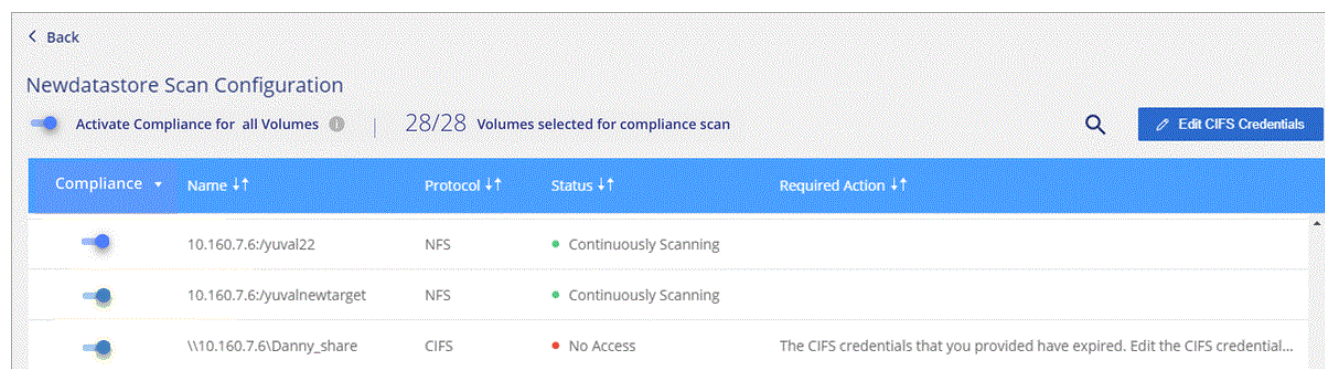 Back
Newdatastore Scan Configuration
Activate Compliance for all Volumes i | 28/28 Volumes selected for compliance scan Edit CIFS Credentials
Compliance Name Protocol Status Required Action
10.160.7.6:/yuval22 NFS Continuously Scanning
10.160.7.6:/yuvalnewtarget NFS Continuously Scanning
\\10.160.7.6\Danny_share CIFS No Access The CIFS credentials that you provided have expired. Edit the CIFS credential...